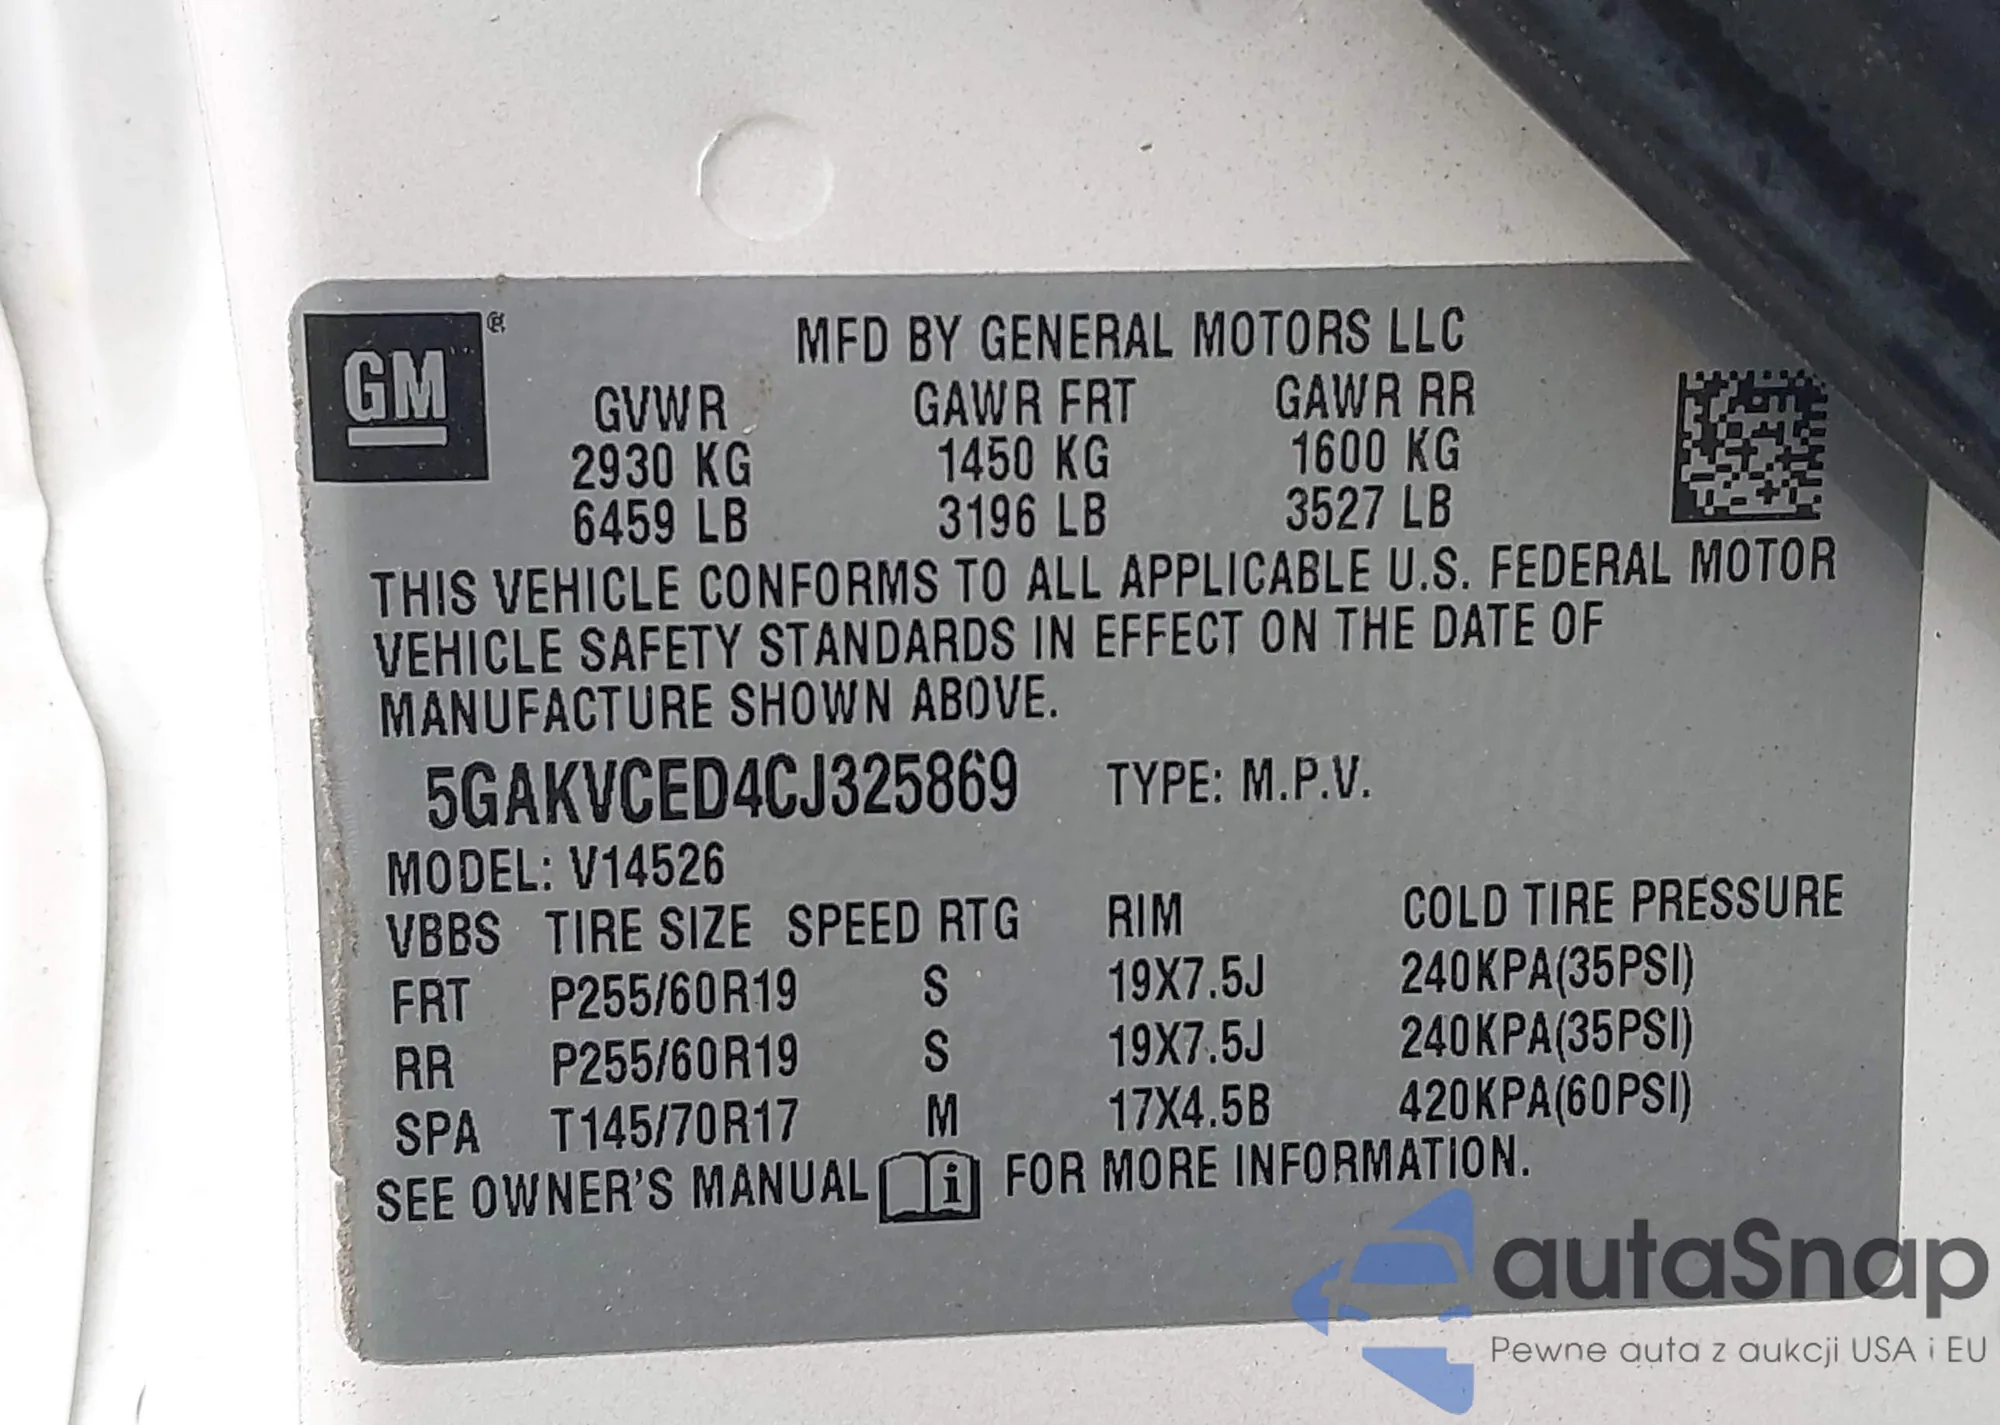 GM ®
MFD BY GENERAL MOTORS LLC
GVWR GAWR FRT GAWR RR
2930 KG 1450 KG 1600 KG
6459 LB 3196 LB 3527 LB
THIS VEHICLE CONFORMS TO ALL APPLICABLE U.S. FEDERAL MOTOR
VEHICLE SAFETY STANDARDS IN EFFECT ON THE DATE OF
MANUFACTURE SHOWN ABOVE.
5GAKVCED4CJ325869 TYPE: M.P.V.
MODEL: V14526
VBBS TIRE SIZE SPEED RTG RIM COLD TIRE PRESSURE
FRT P255/60R19 S 19X7.5J 240KPA(35PSI)
RR P255/60R19 S 19X7.5J 240KPA(35PSI)
SPA T145/70R17 M 17X4.5B 420KPA(60PSI)
SEE OWNER'S MANUAL i FOR MORE INFORMATION.
autaSnap
Pewne auta z aukcji USA i EU